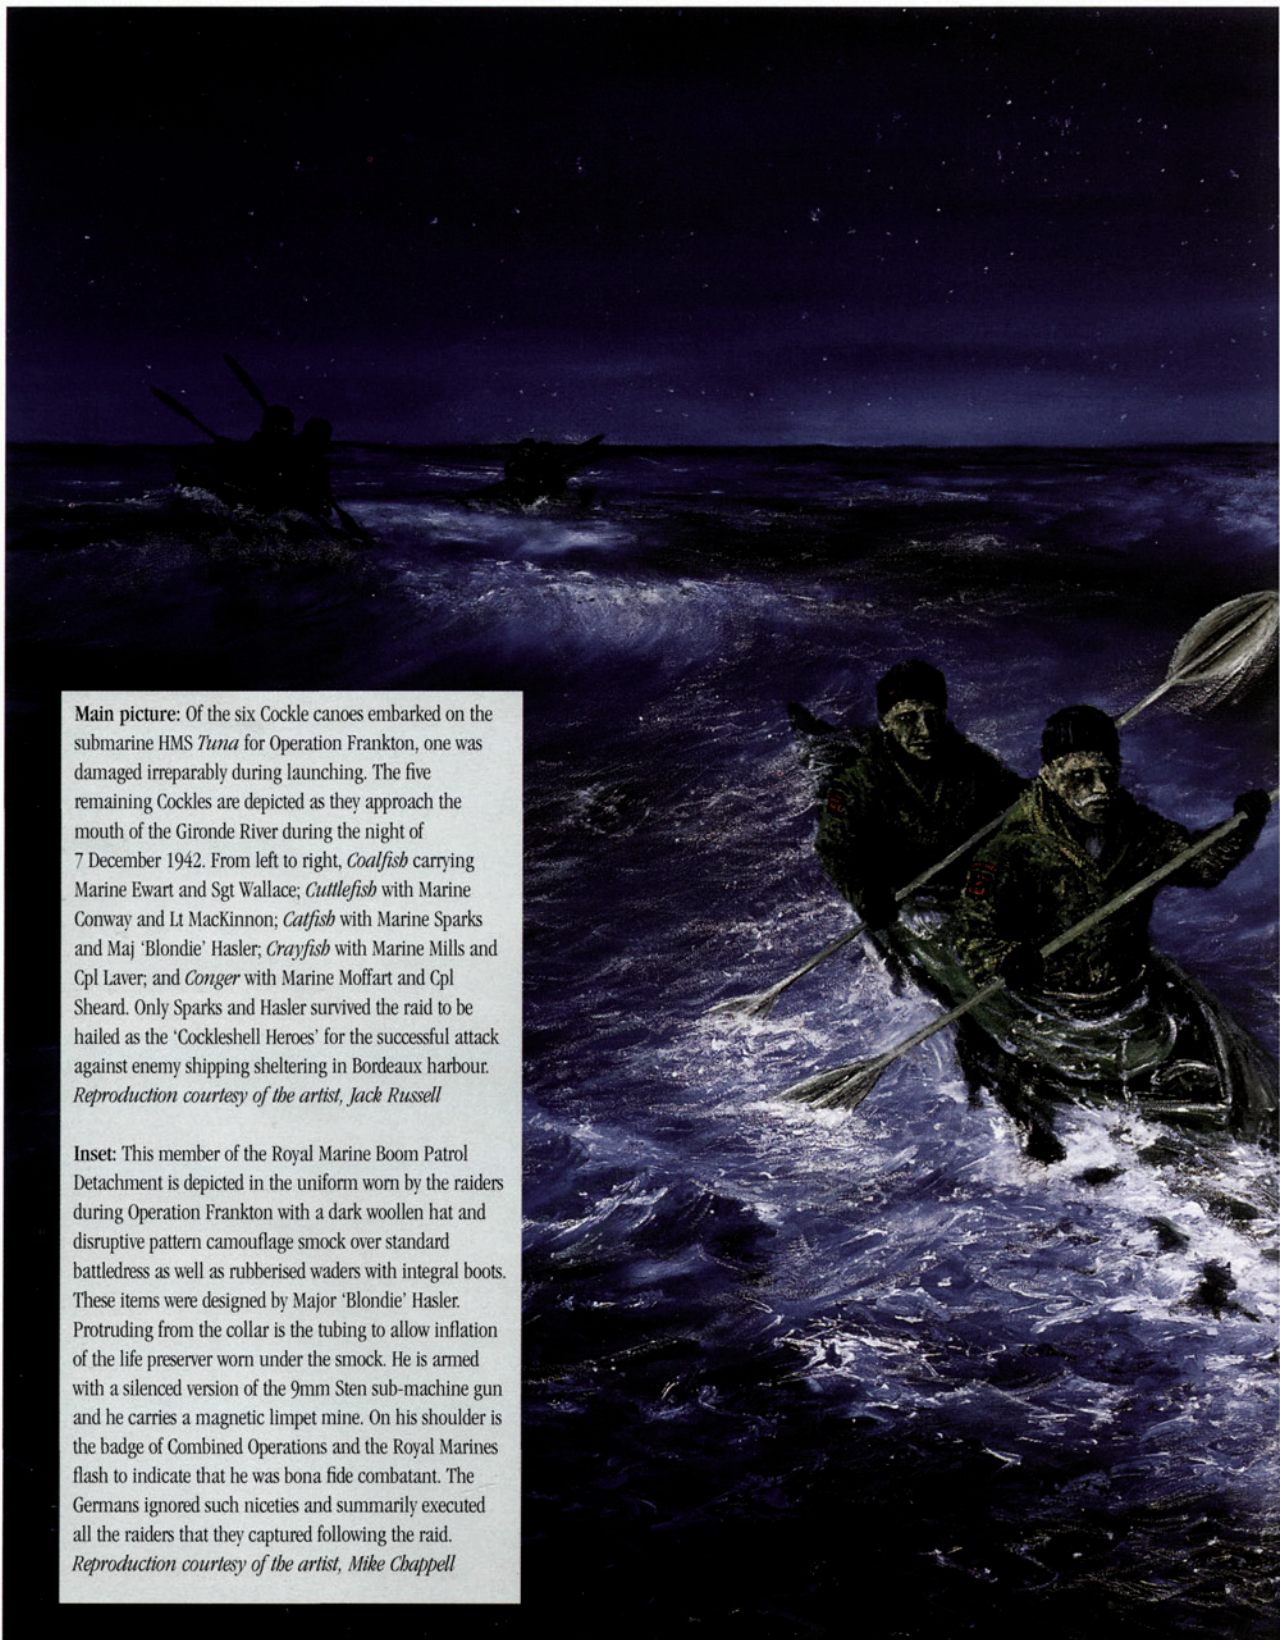 Main picture: Of the six Cockle canoes embarked on the
submarine HMS Tuna for Operation Frankton, one was
damaged irreparably during launching. The five
remaining Cockles are depicted as they approach the
mouth of the Gironde River during the night of
7 December 1942. From left to right, Coalfish carrying
Marine Ewart and Sgt Wallace; Cuttlefish with Marine
Conway and Lt MacKinnon; Catfish with Marine Sparks
and Maj ‘Blondie’ Hasler; Crayfish with Marine Mills and
Cpl Laver; and Conger with Marine Moffart and Cpl
Sheard. Only Sparks and Hasler survived the raid to be
hailed as the ‘Cockleshell Heroes’ for the successful attack
against enemy shipping sheltering in Bordeaux harbour.
Reproduction courtesy of the artist, Jack Russell
Inset: This member of the Royal Marine Boom Patrol
Detachment is depicted in the uniform worn by the raiders
during Operation Frankton with a dark woollen hat and
disruptive pattern camouflage smock over standard
battledress as well as rubberised waders with integral boots.
These items were designed by Major ‘Blondie’ Hasler.
Protruding from the collar is the tubing to allow inflation
of the life preserver worn under the smock. He is armed
with a silenced version of the 9mm Sten sub-machine gun
and he carries a magnetic limpet mine. On his shoulder is
the badge of Combined Operations and the Royal Marines
flash to indicate that he was bona fide combatant. The
Germans ignored such niceties and summarily executed
all the raiders that they captured following the raid.
Reproduction courtesy of the artist, Mike Chappell